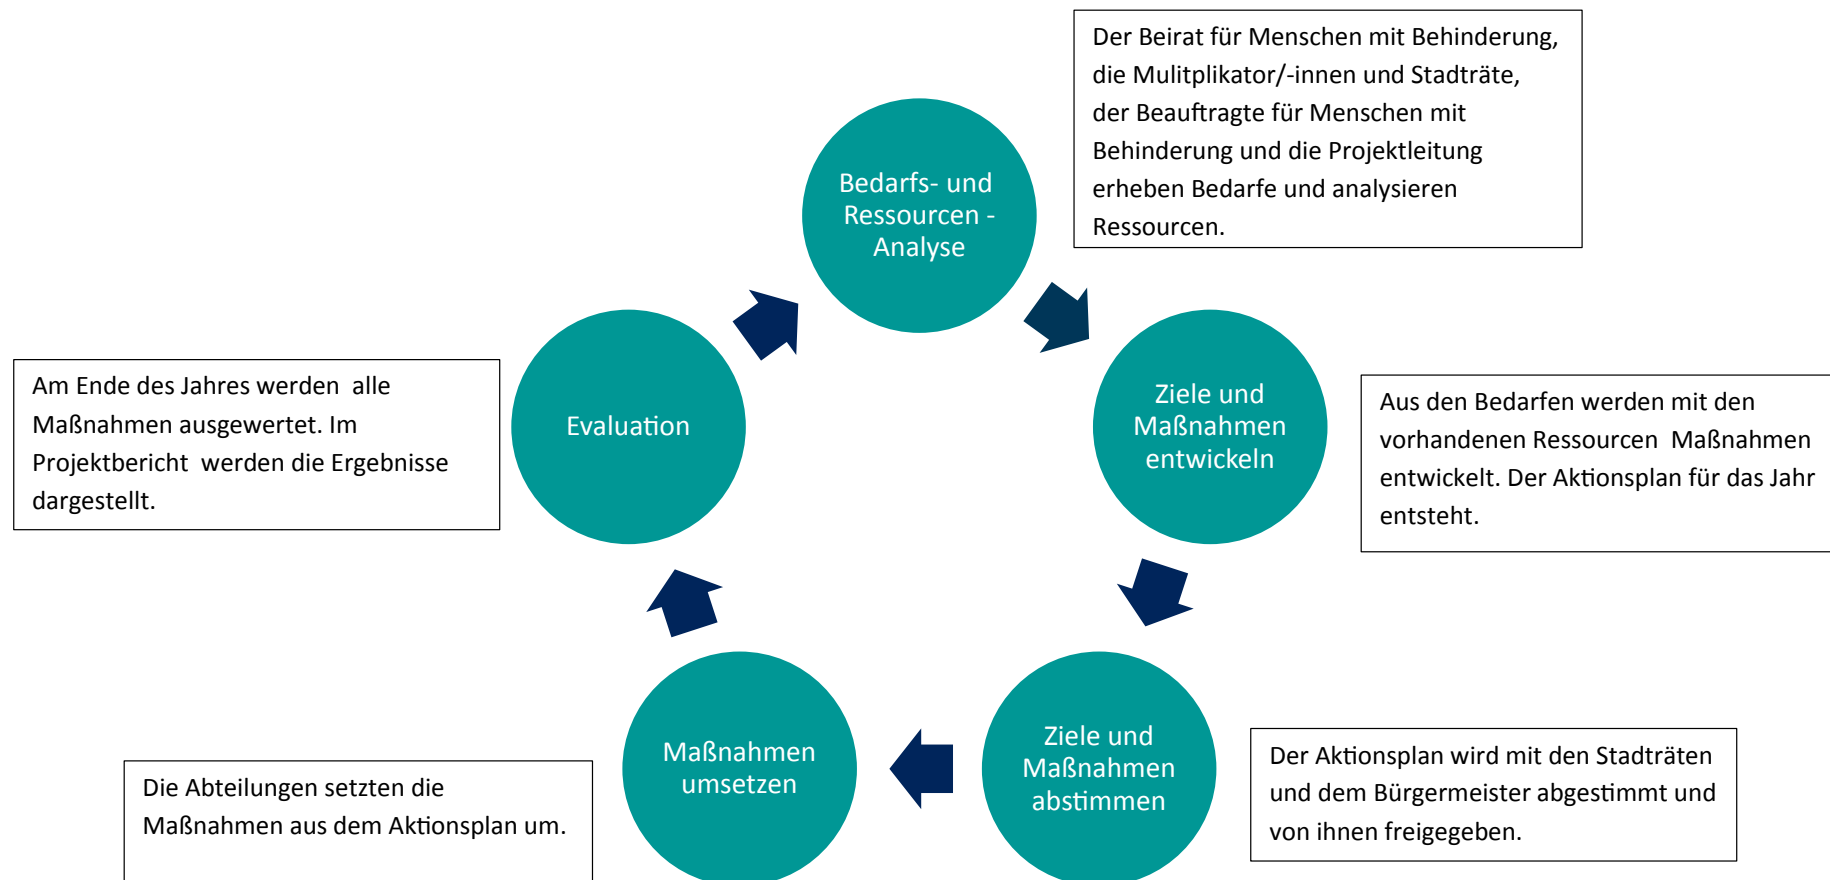 Der Beirat für Menschen mit Behinderung,
die Mulitplikator/-innen und Stadträte,
der Beauftragte für Menschen mit
Behinderung und die Projektleitung
erheben Bedarfe und analysieren
Ressourcen.
Bedarfs- und
Ressourcen -
Analyse
Ziele und
Maßnahmen
entwickeln
Aus den Bedarfen werden mit den
vorhandenen Ressourcen Maßnahmen
entwickelt. Der Aktionsplan für das Jahr
entsteht.
Ziele und
Maßnahmen
abstimmen
Der Aktionsplan wird mit den Stadträten
und dem Bürgermeister abgestimmt und
von ihnen freigegeben.
Maßnahmen
umsetzen
Die Abteilungen setzten die
Maßnahmen aus dem Aktionsplan um.
Evaluation
Am Ende des Jahres werden alle
Maßnahmen ausgewertet. Im
Projektbericht werden die Ergebnisse
dargestellt.